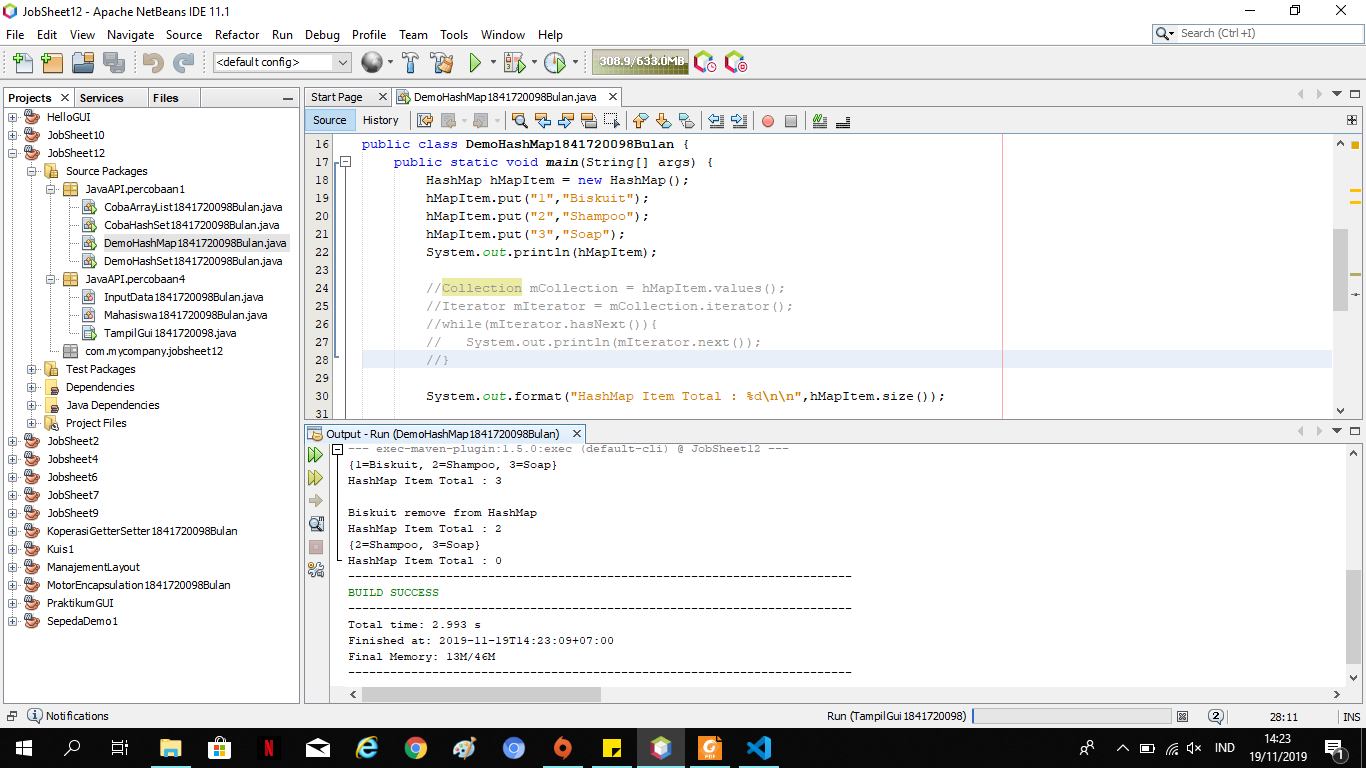 JobSheet12 - Apache NetBeans IDE 11.1
File Edit View Navigate Source Refactor Run Debug Profile Team Tools Window Help
Search (Ctrl+I)
<default config>
308.9/633.0MB
Projects
Services
Files
HelloGUI
JobSheet10
JobSheet12
Source Packages
JavaAPI.percobaan1
CobaArrayList1841720098Bulan.java
CobaHashSet1841720098Bulan.java
DemoHashMap1841720098Bulan.java
DemoHashSet1841720098Bulan.java
JavaAPI.percobaan4
InputData1841720098Bulan.java
Mahasiswa1841720098Bulan.java
TampilGui1841720098.java
com.mycompany.jobsheet12
Test Packages
Dependencies
Java Dependencies
Project Files
JobSheet2
Jobsheet4
Jobsheet6
JobSheet7
JobSheet9
KoperasiGetterSetter1841720098Bulan
Kuis1
ManajementLayout
MotorEncapsulation1841720098Bulan
PraktikumGUI
SepedaDemo1
Start Page
DemoHashMap1841720098Bulan.java
Source
History
16 public class DemoHashMap1841720098Bulan {
17 public static void main(String[] args) {
18 HashMap hMapItem = new HashMap();
19 hMapItem.put("1","Biskuit");
20 hMapItem.put("2","Shampoo");
21 hMapItem.put("3","Soap");
22 System.out.println(hMapItem);
23
24 //Collection mCollection = hMapItem.values();
25 //Iterator mIterator = mCollection.iterator();
26 //while(mIterator.hasNext()){
27 // System.out.println(mIterator.next());
28 //}
29
30 System.out.format("HashMap Item Total : %d\n\n",hMapItem.size());
31
Output - Run (DemoHashMap1841720098Bulan)
--- exec-maven-plugin:1.5.0:exec (default-cli) @ JobSheet12 ---
{1=Biskuit, 2=Shampoo, 3=Soap}
HashMap Item Total : 3
Biskuit remove from HashMap
HashMap Item Total : 2
{2=Shampoo, 3=Soap}
HashMap Item Total : 0
------------------------------------------------------------------------
BUILD SUCCESS
------------------------------------------------------------------------
Total time: 2.993 s
Finished at: 2019-11-19T14:23:09+07:00
Final Memory: 13M/46M
------------------------------------------------------------------------
Notifications
Run (TampilGui1841720098)
2
28:11
INS
IND
14:23
19/11/2019
1